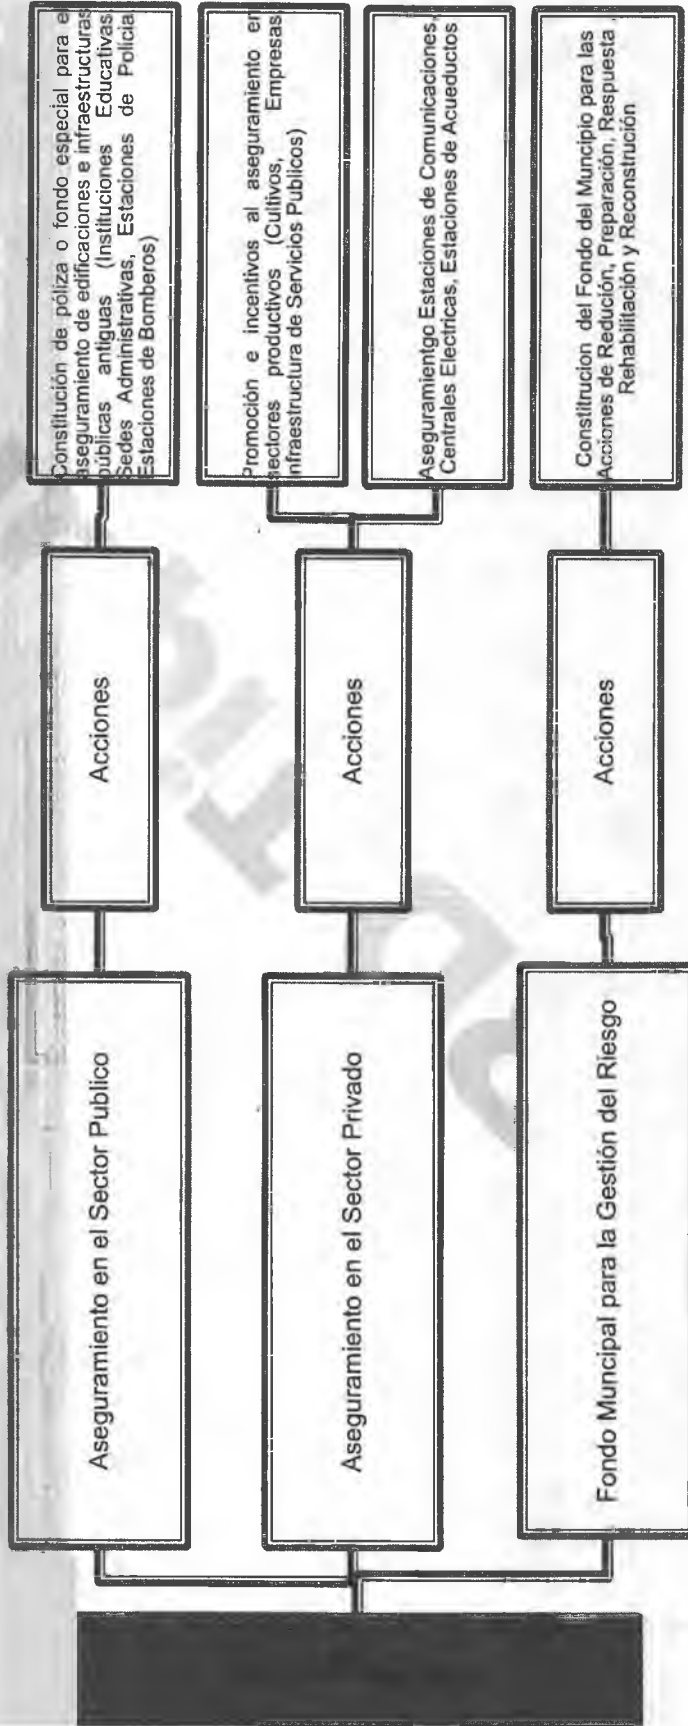 Aseguramiento en el Sector Publico
Acciones
Constitución de póliza o fondo especial para e
aseguramiento de edificaciones e infraestructuras
públicas antiguas (Instituciones Educativas
Sedes Administrativas, Estaciones de Policía
Estaciones de Bomberos)
Aseguramiento en el Sector Privado
Acciones
Promoción e incentivos al aseguramiento en
sectores productivos (Cultivos, Empresas
nfraestructura de Servicios Publicos)
Aseguramientgo Estaciones de Comunicaciones,
Centrales Electricas, Estaciones de Acueductos
Fondo Muncipal para la Gestión del Riesgo
Acciones
Constitrucion del Fondo del Muncipio para las
Acciones de Redución, Preparación, Respuesta ,
Rehabilitación y Reconstrución